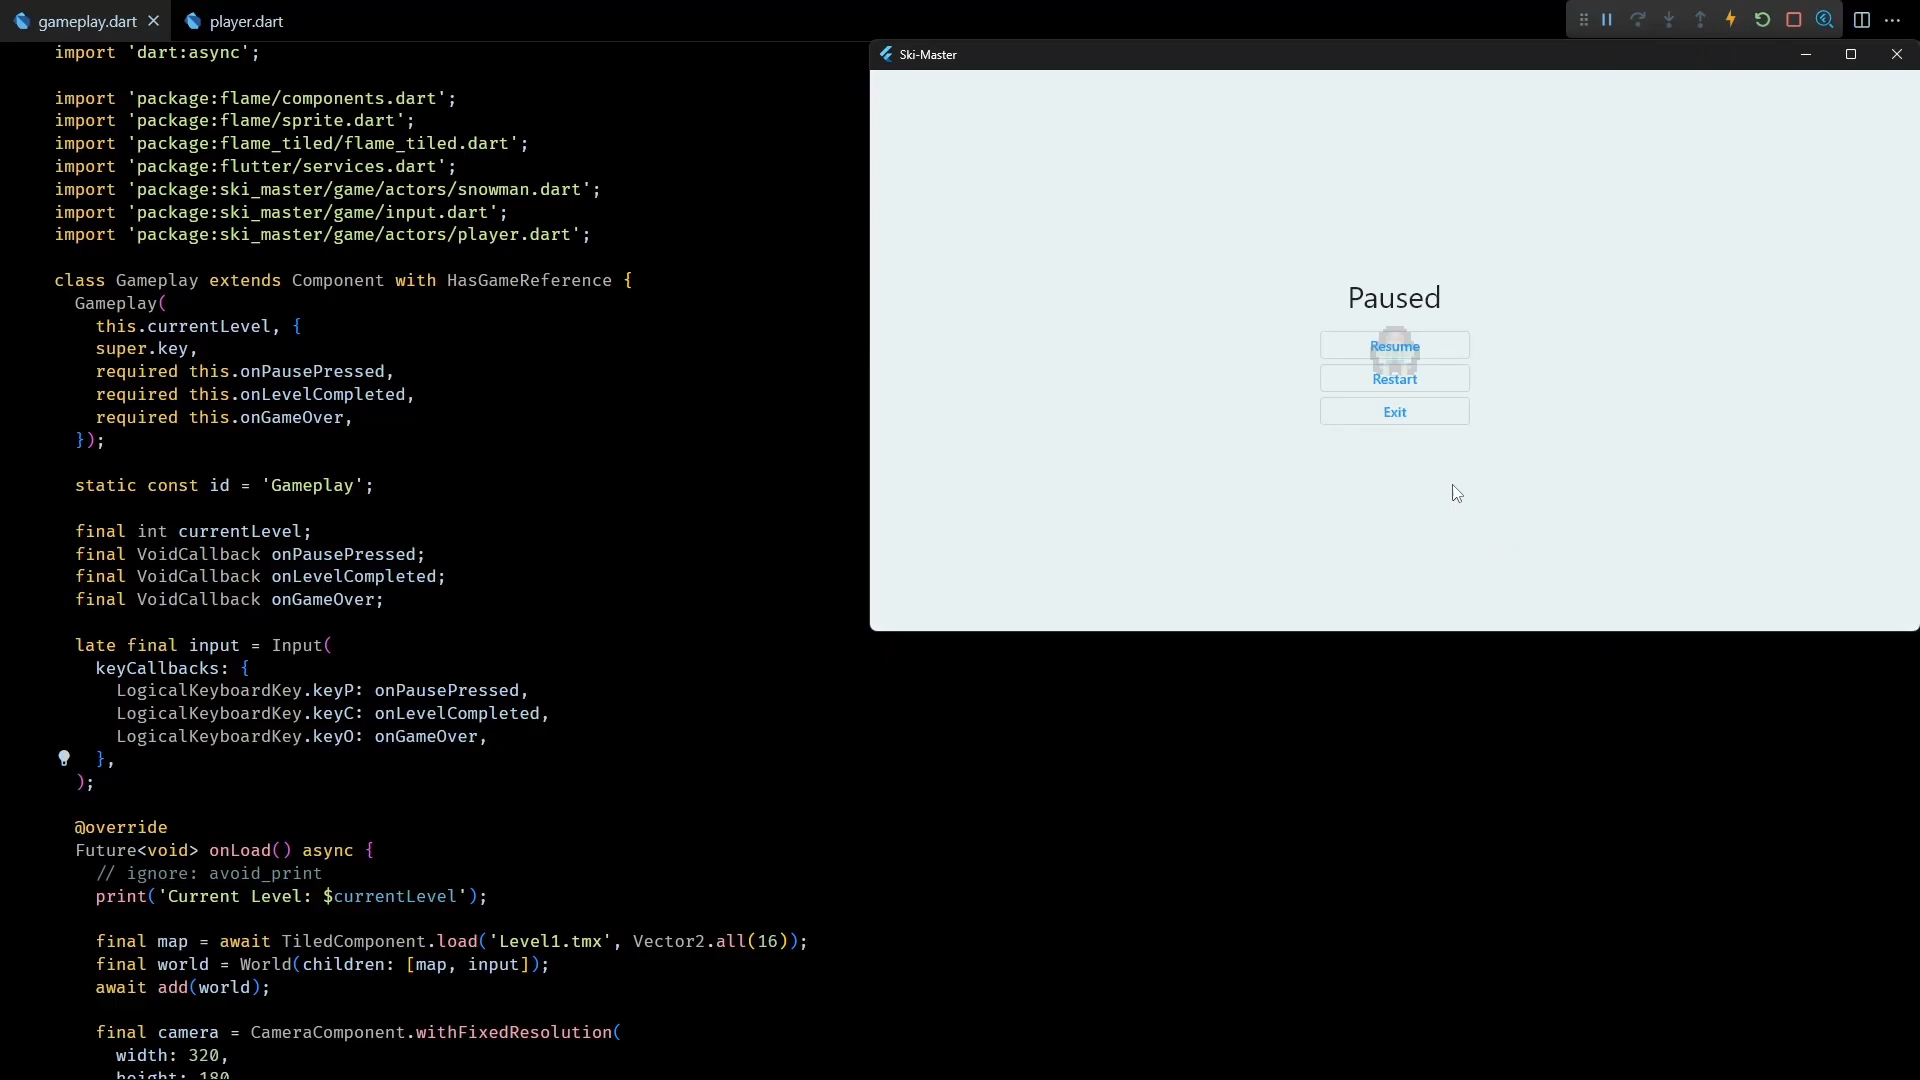 gameplay.dart
player.dart
import 'dart:async';
import 'package:flame/components.dart';
import 'package:flame/sprite.dart';
import 'package:flame_tiled/flame_tiled.dart';
import 'package:flutter/services.dart';
import 'package:ski_master/game/actors/snowman.dart';
import 'package:ski_master/game/input.dart';
import 'package:ski_master/game/actors/player.dart';
class Gameplay extends Component with HasGameReference {
Gameplay(
this.currentLevel, {
super.key,
required this.onPausePressed,
required this.onLevelCompleted,
required this.onGameOver,
});
static const id = 'Gameplay';
final int currentLevel;
final VoidCallback onPausePressed;
final VoidCallback onLevelCompleted;
final VoidCallback onGameOver;
late final input = Input(
keyCallbacks: {
LogicalKeyboardKey.keyP: onPausePressed,
LogicalKeyboardKey.keyC: onLevelCompleted,
LogicalKeyboardKey.keyO: onGameOver,
},
);
@override
Future<void> onLoad() async {
// ignore: avoid_print
print('Current Level: $currentLevel');
final map = await TiledComponent.load('Level1.tmx', Vector2.all(16));
final world = World(children: [map, input]);
await add(world);
final camera = CameraComponent.withFixedResolution(
width: 320,
height: 180
Ski-Master
Paused
Resume
Restart
Exit